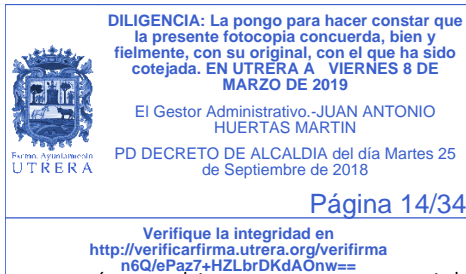 DILIGENCIA: La pongo para hacer constar que
la presente fotocopia concuerda, bien y
fielmente, con su original, con el que ha sido
cotejada. EN UTRERA A VIERNES 8 DE
MARZO DE 2019
El Gestor Administrativo.-JUAN ANTONIO
HUERTAS MARTIN
PD DECRETO DE ALCALDIA del día Martes 25
de Septiembre de 2018
Excmo. Ayuntamiento
UTRERA
Página 14/34
Verifique la integridad en
http://verificarfirma.utrera.org/verifirma
n6Q/ePaz7+HZLbrDKdAOnw==